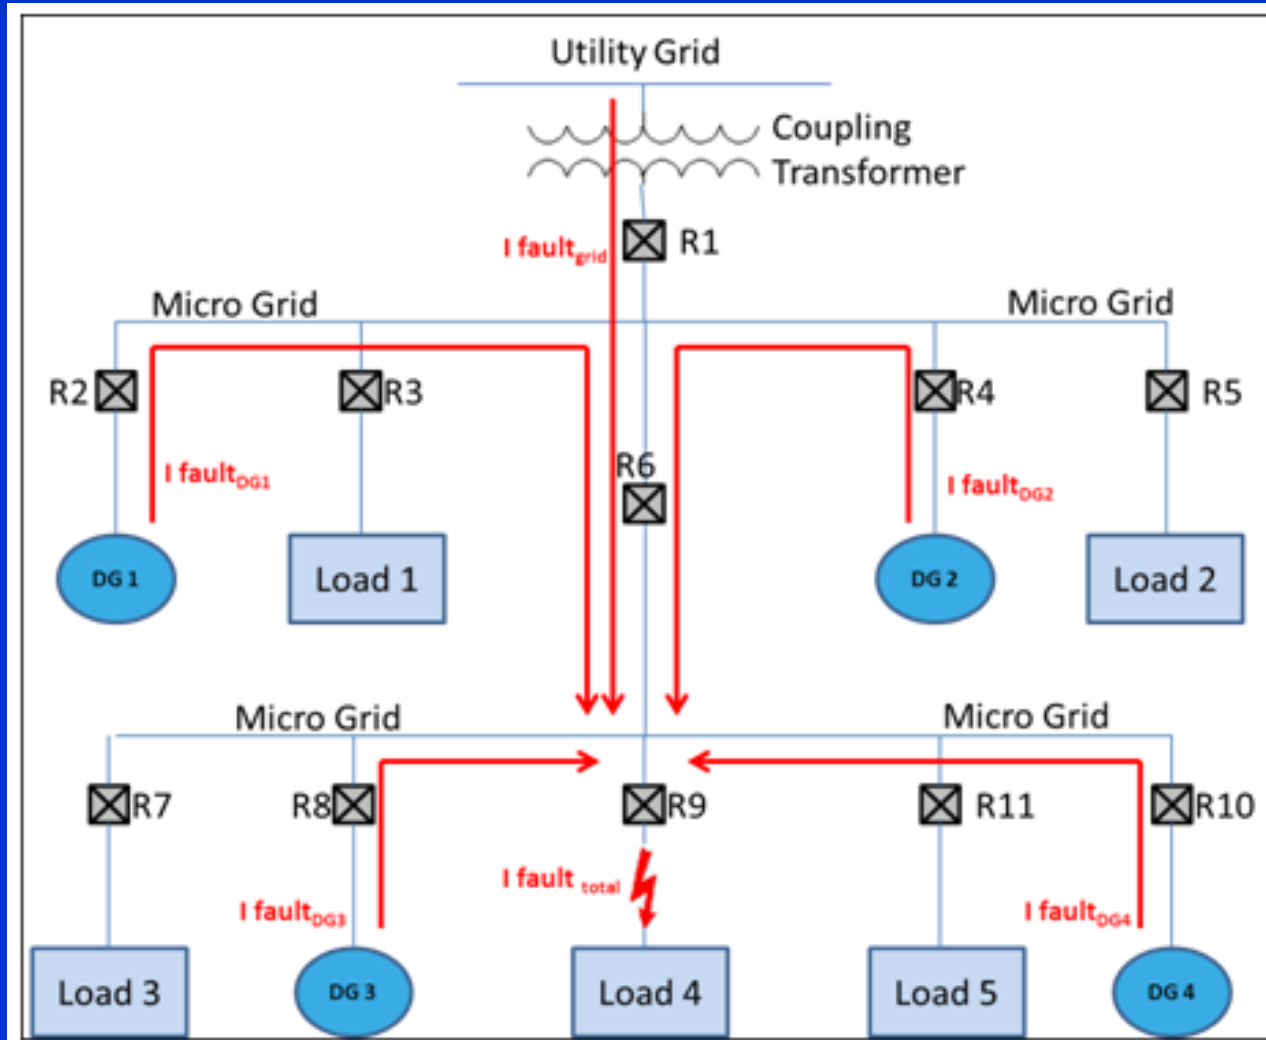 Utility Grid
Coupling
Transformer
I fault grid
R1
Micro Grid
Micro Grid
R2
R3
R4
R5
R6
I fault DG1
I fault DG2
DG 1
Load 1
DG 2
Load 2
Micro Grid
Micro Grid
R7
R8
R9
R11
R10
I fault total
I fault DG3
I fault DG4
Load 3
DG 3
Load 4
Load 5
DG 4